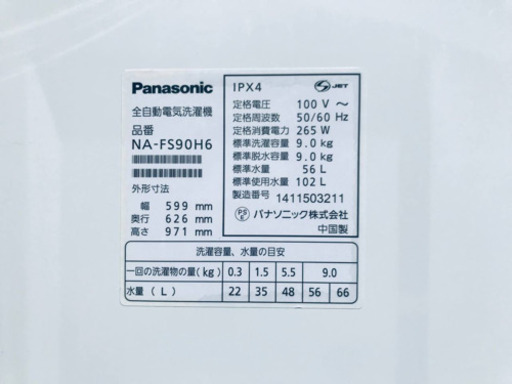 Panasonic
全自動電気洗濯機
品番
NA-FS90H6
外形寸法
幅 599 mm
奥行 626 mm
高さ 971 mm
IPX4
S JET
定格電圧 100 V 〜
定格周波数 50/60 Hz
定格消費電力 265 W
標準洗濯容量 9.0 kg
標準脱水容量 9.0 kg
標準水量 56 L
標準使用水量 102 L
製造番号 1411503211
PSE パナソニック株式会社
中国製
洗濯容量、水量の目安
一回の洗濯物の量(kg) 0.3 1.5 5.5 9.0
水量(L) 22 35 48 56 66